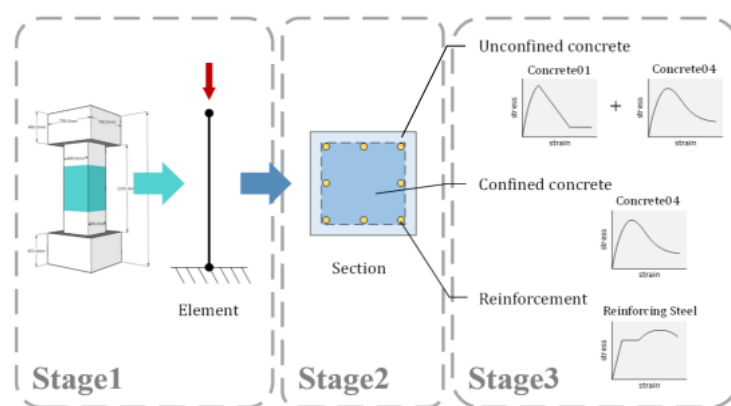 Unconfined concrete
Concrete01
Concrete04
stress
strain
+
stress
strain
Confined concrete
Concrete04
stress
strain
Section
Reinforcement
Element
Reinforcing Steel
stress
strain
Stage1
Stage2
Stage3